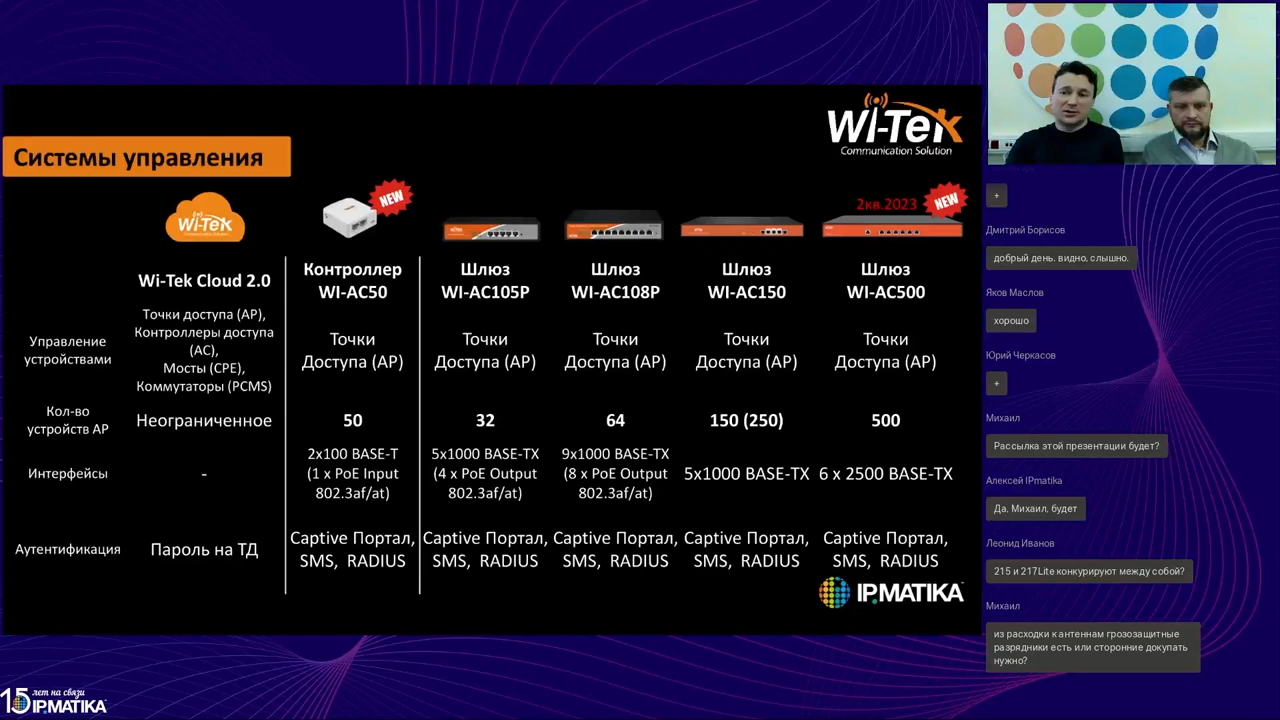 Wi-Tek
Communication Solution
Системы управления
Wi-Tek
Communication Solution
NEW
2кв.2023
NEW
Wi-Tek Cloud 2.0
Контроллер
WI-AC50
Шлюз
WI-AC105P
Шлюз
WI-AC108P
Шлюз
WI-AC150
Шлюз
WI-AC500
Управление
устройствами
Точки доступа (AP),
Контроллеры доступа
(AC),
Мосты (CPE),
Коммутаторы (PCMS)
Точки
Доступа (AP)
Точки
Доступа (AP)
Точки
Доступа (AP)
Точки
Доступа (AP)
Точки
Доступа (AP)
Кол-во
устройств AP
Неограниченное
50
32
64
150 (250)
500
Интерфейсы
-
2x100 BASE-T
(1 x PoE Input
802.3af/at)
5x1000 BASE-TX
(4 x PoE Output
802.3af/at)
9x1000 BASE-TX
(8 x PoE Output
802.3af/at)
5x1000 BASE-TX
6 x 2500 BASE-TX
Аутентификация
Пароль на ТД
Captive Портал,
SMS, RADIUS
Captive Портал,
SMS, RADIUS
Captive Портал,
SMS, RADIUS
Captive Портал,
SMS, RADIUS
Captive Портал,
SMS, RADIUS
IPMATIKA
15 лет на связи
IPMATIKA
+
Дмитрий Борисов
добрый день. видно, слышно.
Яков Маслов
хорошо
Юрий Черкасов
+
Михаил
Рассылка этой презентации будет?
Алексей IPmatika
Да, Михаил, будет
Леонид Иванов
215 и 217Lite конкурируют между собой?
Михаил
из расходки к антеннам грозозащитные
разрядники есть или сторонние докупать
нужно?